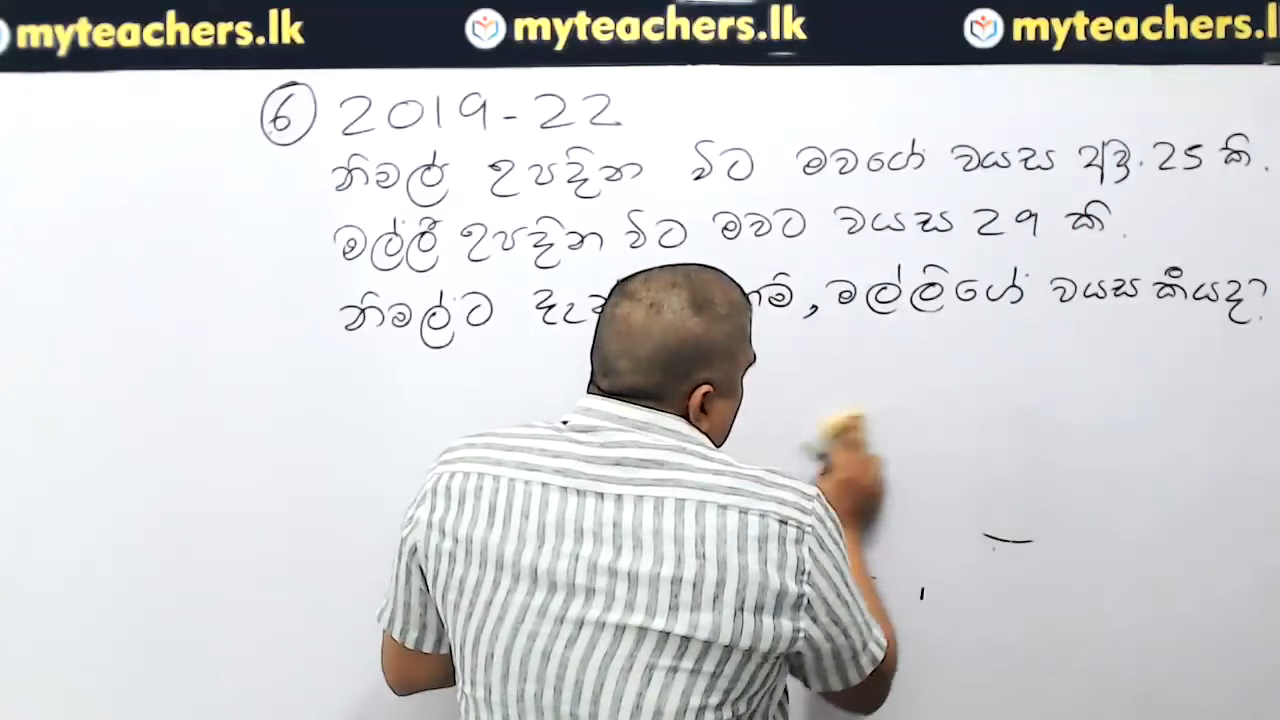 myteachers.lk myteachers.lk myteachers.l
6 2019-22
නිමල් උපදින විට මවගේ වයස අවු. 25 කි.
මල්ලී උපදින විට මවට වයස 29 කි.
නිමල්ට නම්, මල්ලිගේ වයස කීයදා?